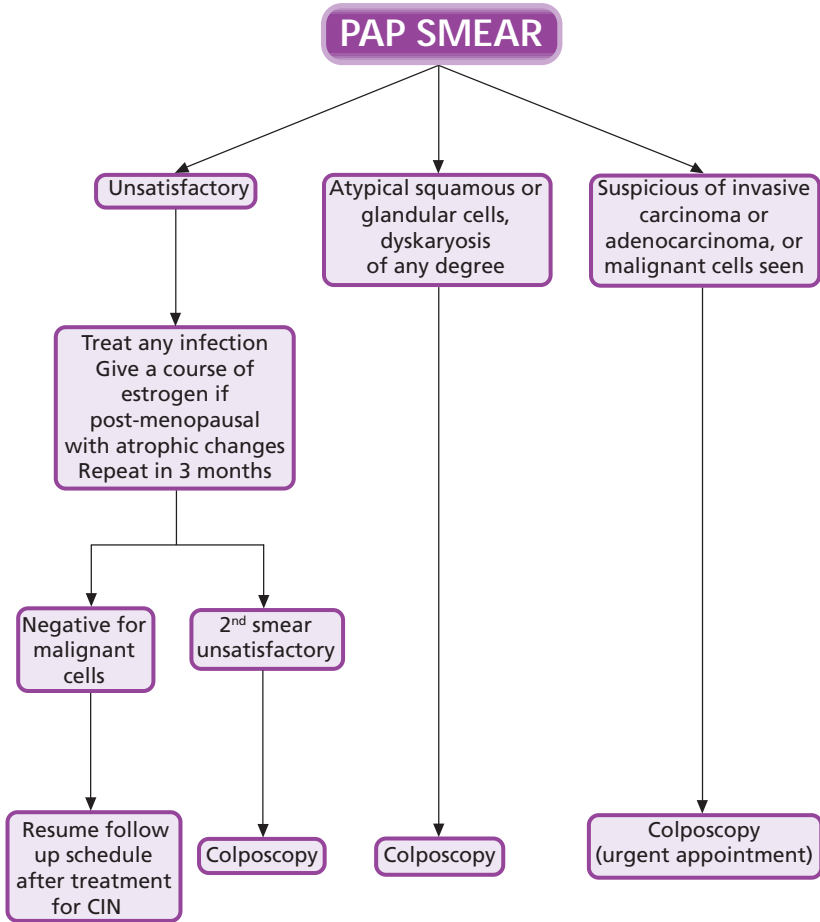 PAP SMEAR
Unsatisfactory
Atypical squamous or
glandular cells,
dyskaryosis
of any degree
Suspicious of invasive
carcinoma or
adenocarcinoma, or
malignant cells seen
Treat any infection
Give a course of
estrogen if
post-menopausal
with atrophic changes
Repeat in 3 months
Negative for
malignant
cells
2nd smear
unsatisfactory
Resume follow
up schedule
after treatment
for CIN
Colposcopy
Colposcopy
Colposcopy
(urgent appointment)